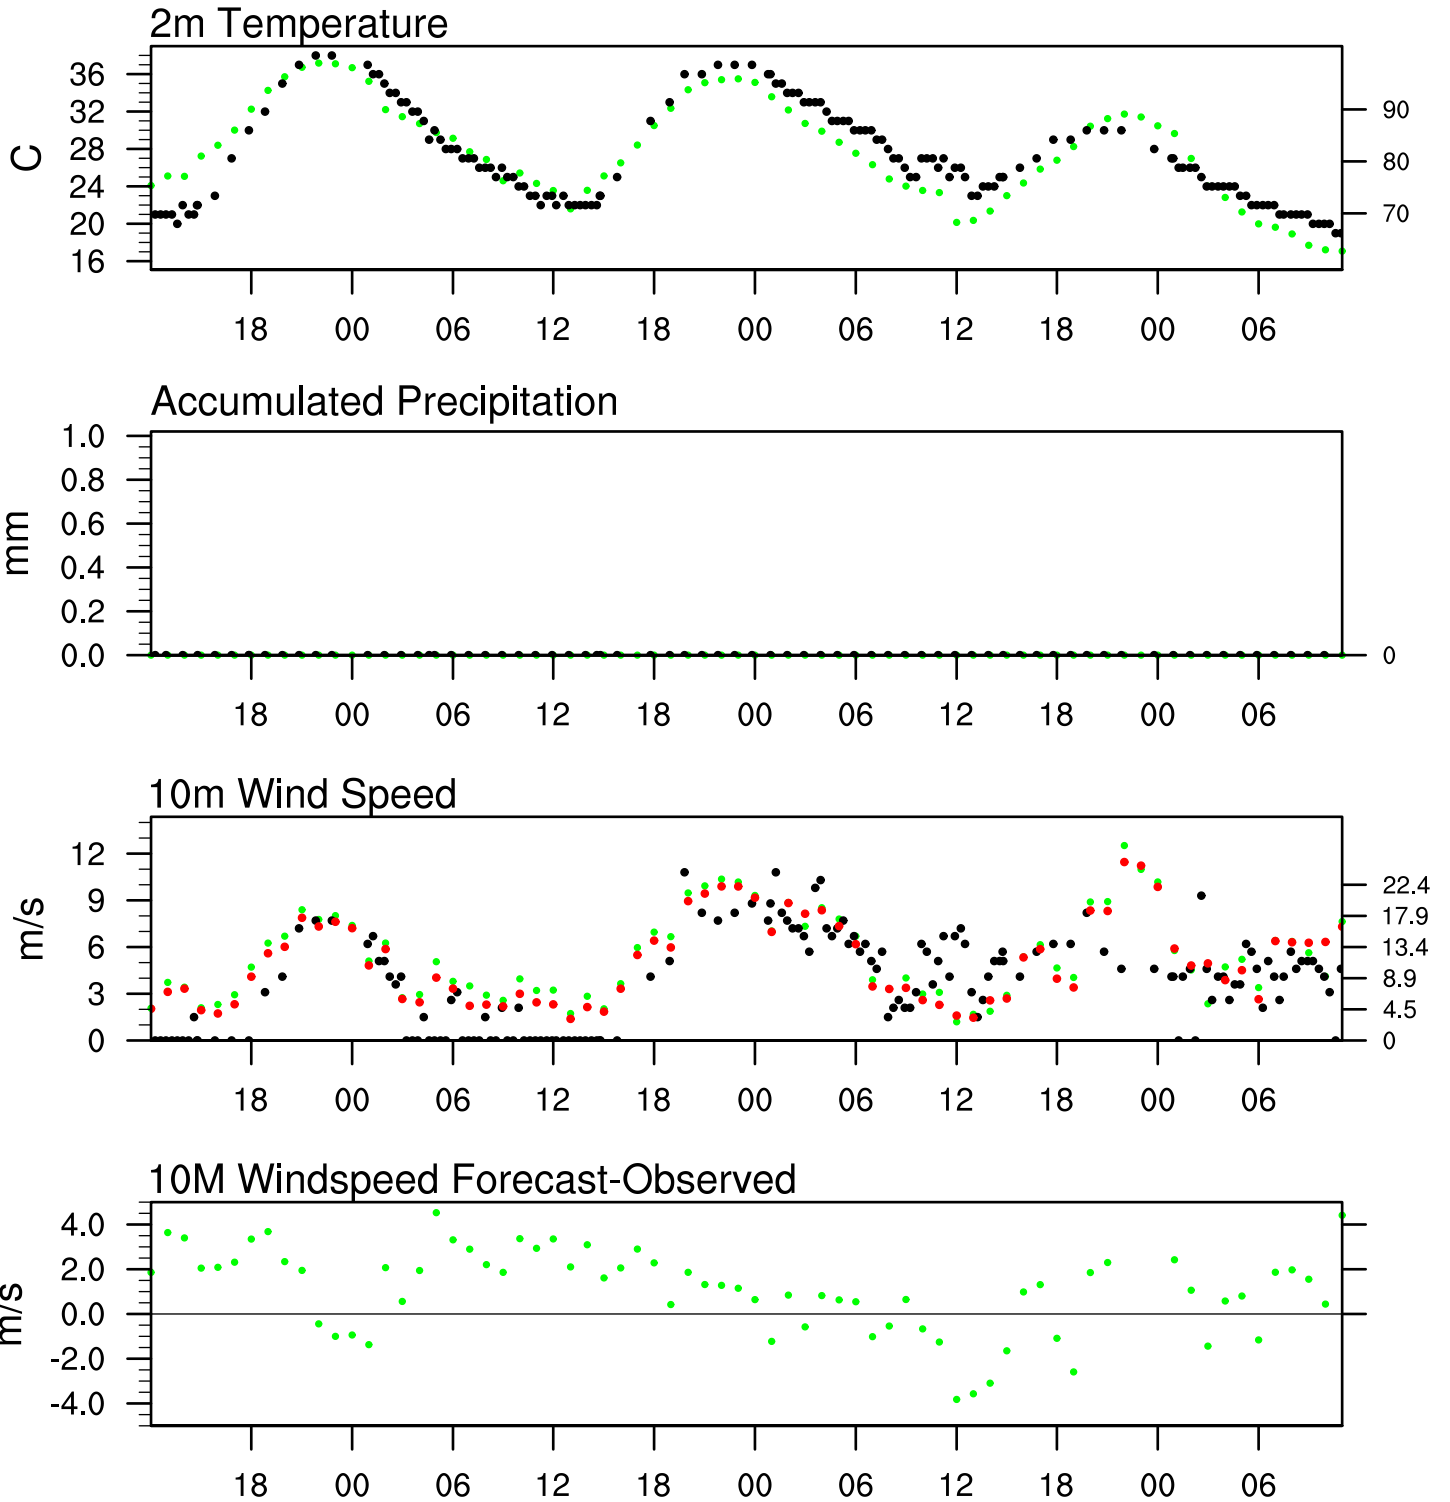 2m Temperature
C
36
32
28
24
20
16
90
80
70
18 00 06 12 18 00 06 12 18 00 06
Accumulated Precipitation
mm
1.0
0.8
0.6
0.4
0.2
0.0
0
18 00 06 12 18 00 06 12 18 00 06
10m Wind Speed
m/s
12
9
6
3
0
22.4
17.9
13.4
8.9
4.5
0
18 00 06 12 18 00 06 12 18 00 06
10M Windspeed Forecast-Observed
m/s
4.0
2.0
0.0
-2.0
-4.0
18 00 06 12 18 00 06 12 18 00 06